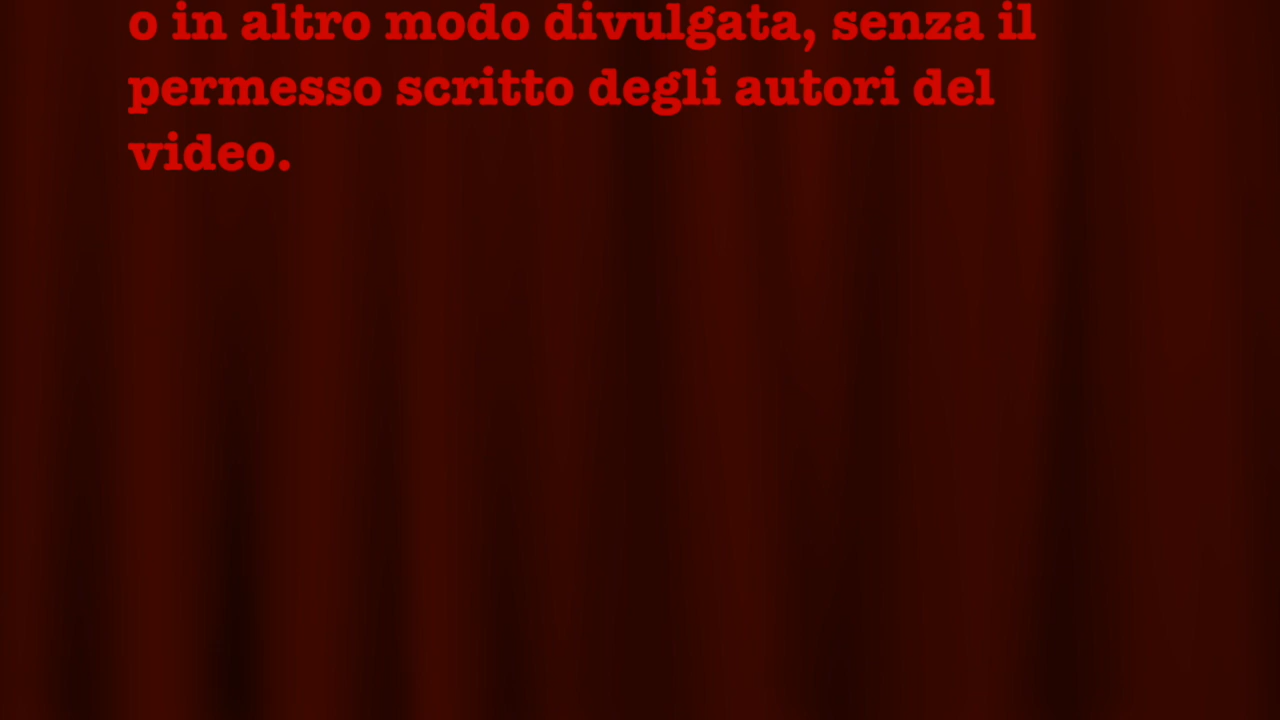 o in altro modo divulgata, senza il
permesso scritto degli autori del
video.